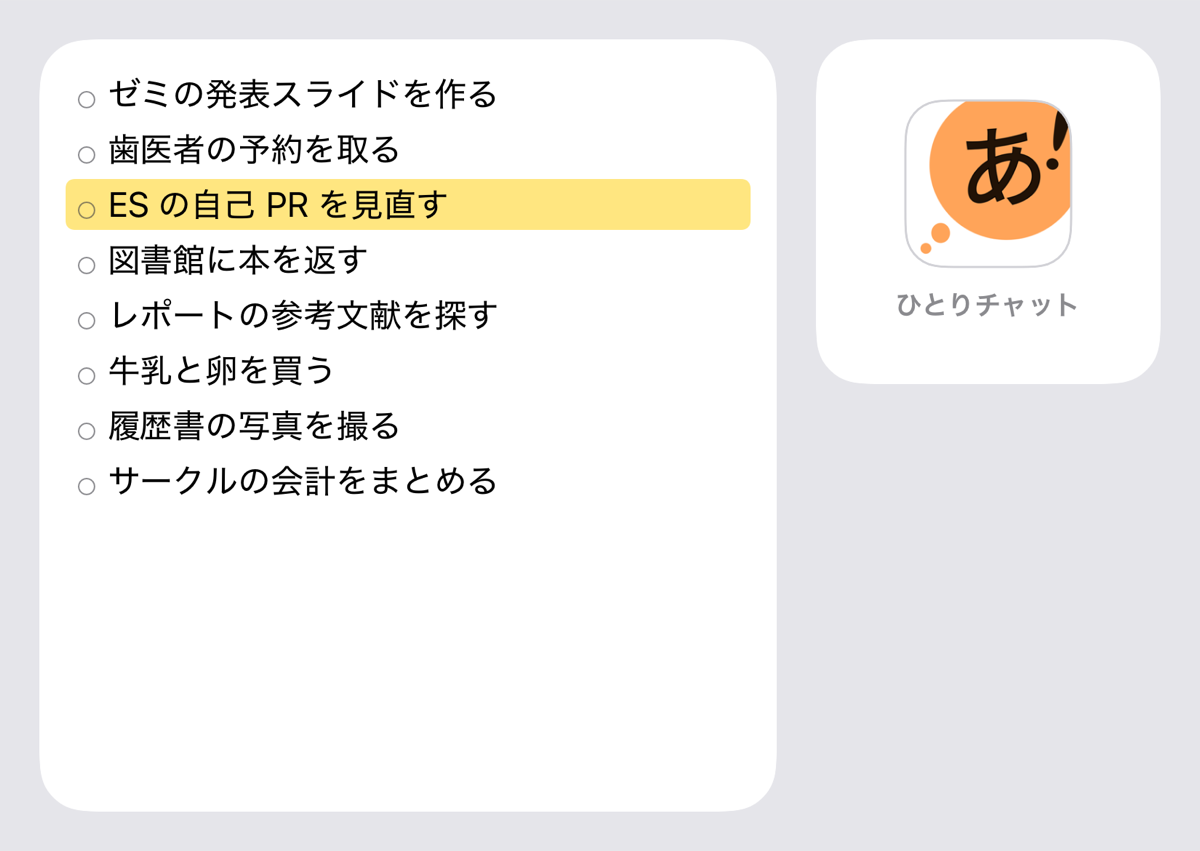 ゼミの発表スライドを作る
歯医者の予約を取る
ES の自己 PR を見直す
図書館に本を返す
レポートの参考文献を探す
牛乳と卵を買う
履歴書の写真を撮る
サークルの会計をまとめる
あ!
ひとりチャット